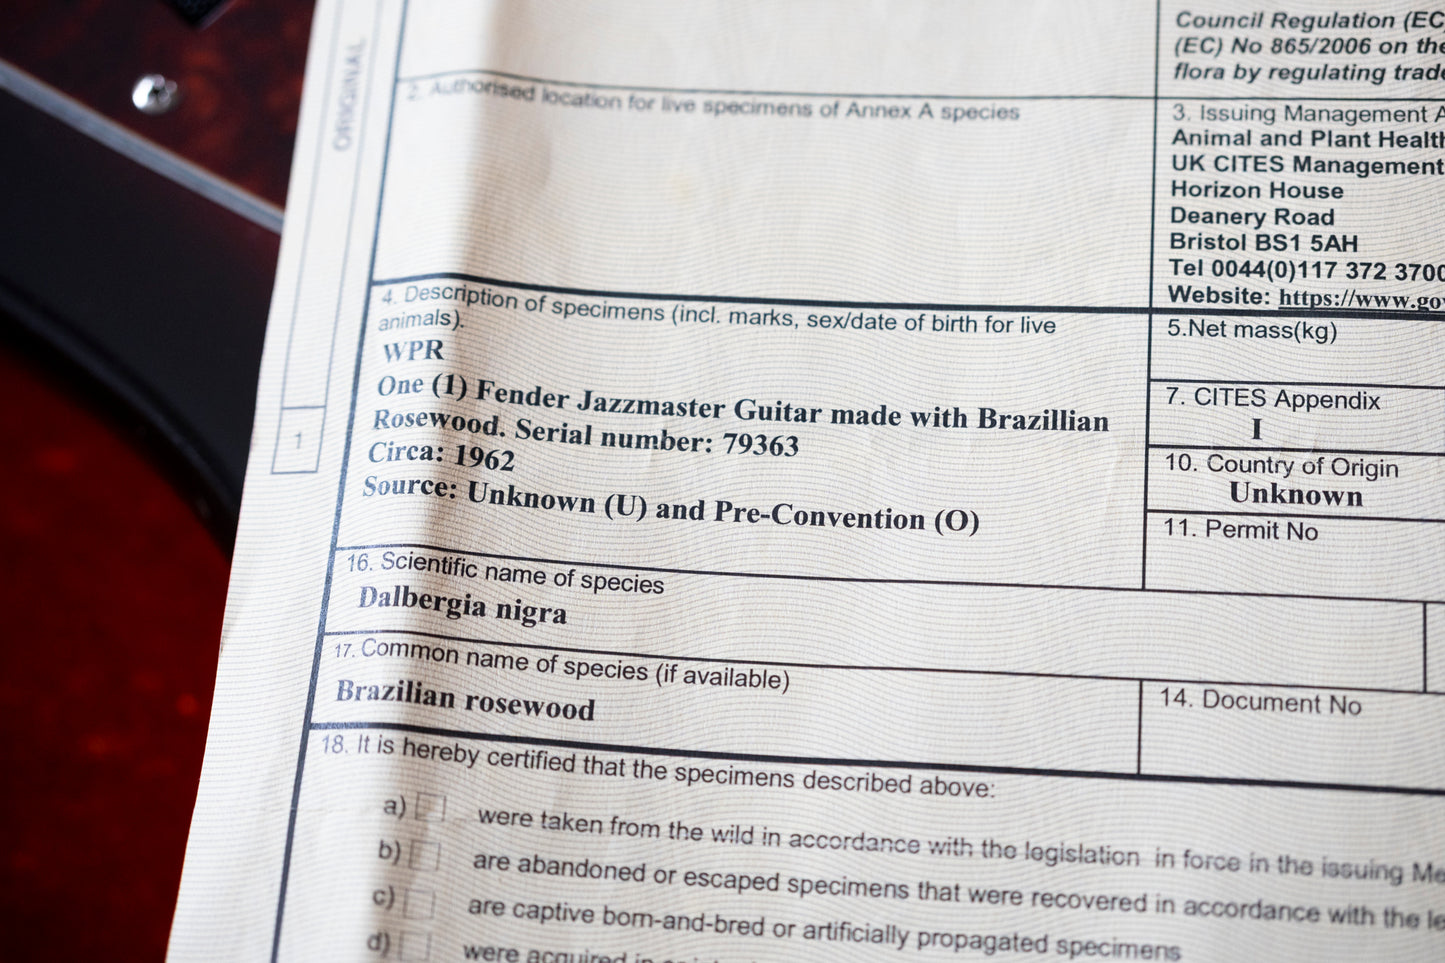 ORIGINAL
Council Regulation (EC)
(EC) No 865/2006 on the
flora by regulating trade
2. Authorised location for live specimens of Annex A species
3. Issuing Management A
Animal and Plant Health
UK CITES Management
Horizon House
Deanery Road
Bristol BS1 5AH
Tel 0044(0)117 372 3700
Website: https://www.gov
4. Description of specimens (incl. marks, sex/date of birth for live
animals).
WPR
One (1) Fender Jazzmaster Guitar made with Brazillian
Rosewood. Serial number: 79363
Circa: 1962
Source: Unknown (U) and Pre-Convention (O)
5.Net mass(kg)
7. CITES Appendix
I
10. Country of Origin
Unknown
11. Permit No
1
16. Scientific name of species
Dalbergia nigra
17. Common name of species (if available)
Brazilian rosewood
14. Document No
18. It is hereby certified that the specimens described above:
a) were taken from the wild in accordance with the legislation in force in the issuing Me
b) are abandoned or escaped specimens that were recovered in accordance with the le
c) are captive born-and-bred or artificially propagated specimens
d) were acquired in